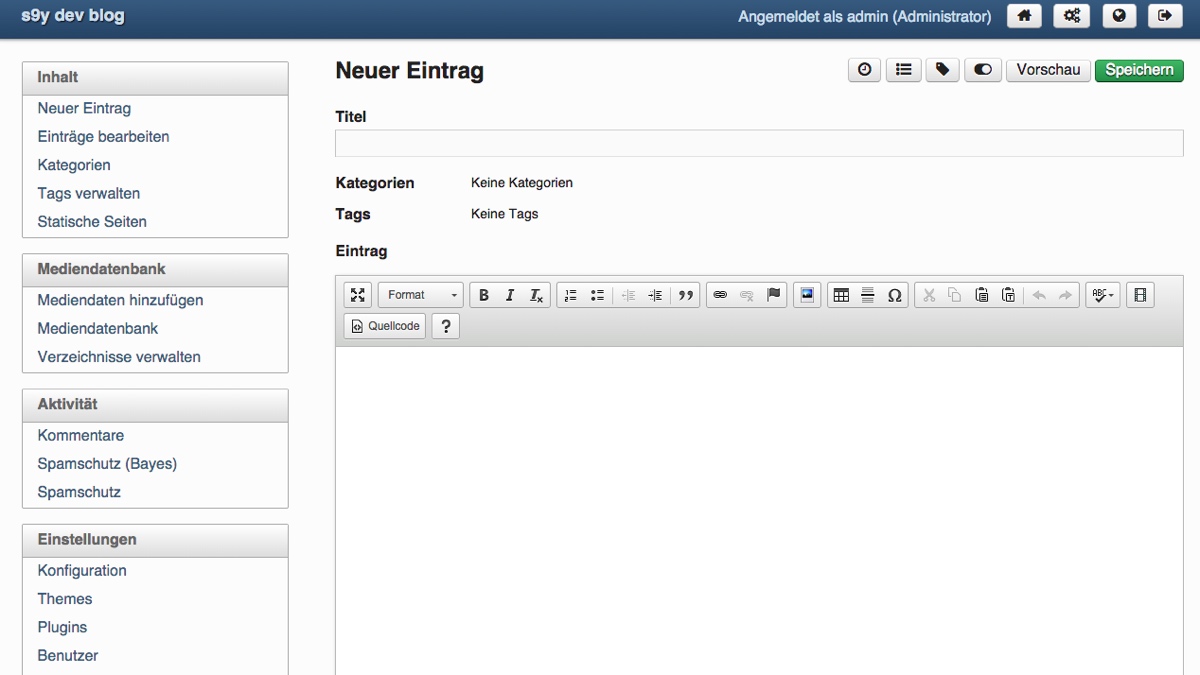 s9y dev blog
Angemeldet als admin (Administrator)
Inhalt
Neuer Eintrag
Einträge bearbeiten
Kategorien
Tags verwalten
Statische Seiten
Mediendatenbank
Mediendaten hinzufügen
Mediendatenbank
Verzeichnisse verwalten
Aktivität
Kommentare
Spamschutz (Bayes)
Spamschutz
Einstellungen
Konfiguration
Themes
Plugins
Benutzer
Neuer Eintrag
Vorschau Speichern
Titel
Kategorien Keine Kategorien
Tags Keine Tags
Eintrag
Format B I Ix Ω ABC
Quellcode ?